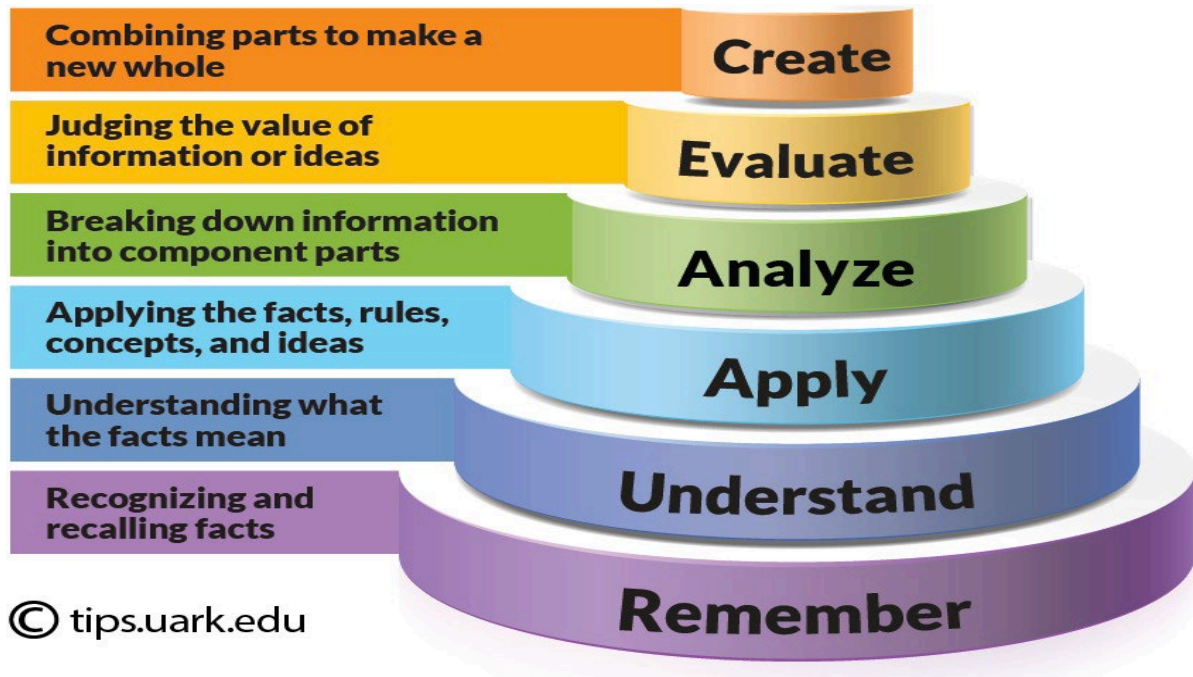 Combining parts to make a
new whole
Create
Judging the value of
information or ideas
Evaluate
Breaking down information
into component parts
Analyze
Applying the facts, rules,
concepts, and ideas
Apply
Understanding what
the facts mean
Understand
Recognizing and
recalling facts
Remember
© tips.uark.edu